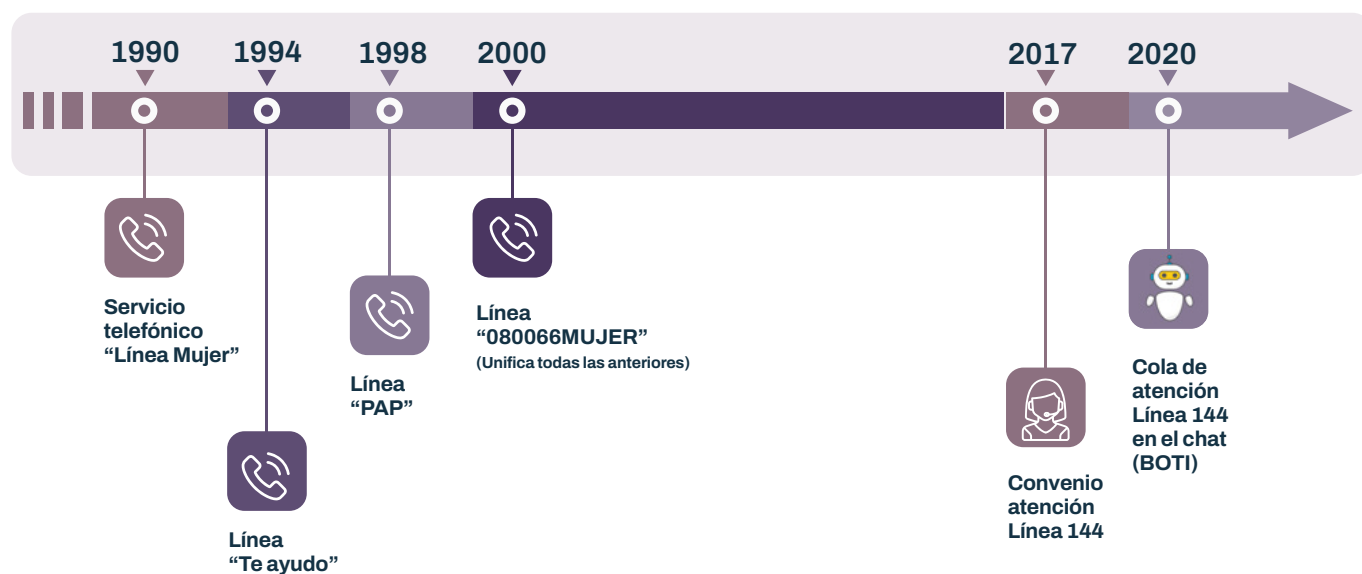 1990
1994
1998
2000
2017
2020
Servicio
telefónico
“Línea Mujer”
Línea
“Te ayudo”
Línea
“PAP”
Línea
“080066MUJER”
(Unifica todas las anteriores)
Convenio
atención
Línea 144
Cola de
atención
Línea 144
en el chat
(BOTI)